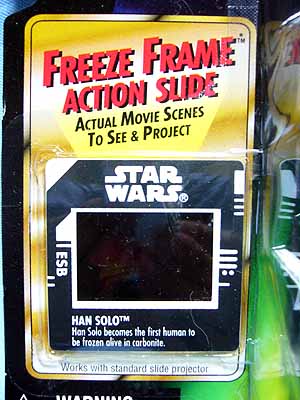 FREEZE FRAME™
ACTION SLIDE
ACTUAL MOVIE SCENES
TO SEE & PROJECT
STAR
WARS®
ESB
HAN SOLO™
Han Solo becomes the first human to
be frozen alive in carbonite.
Works with standard slide projector
WARNING